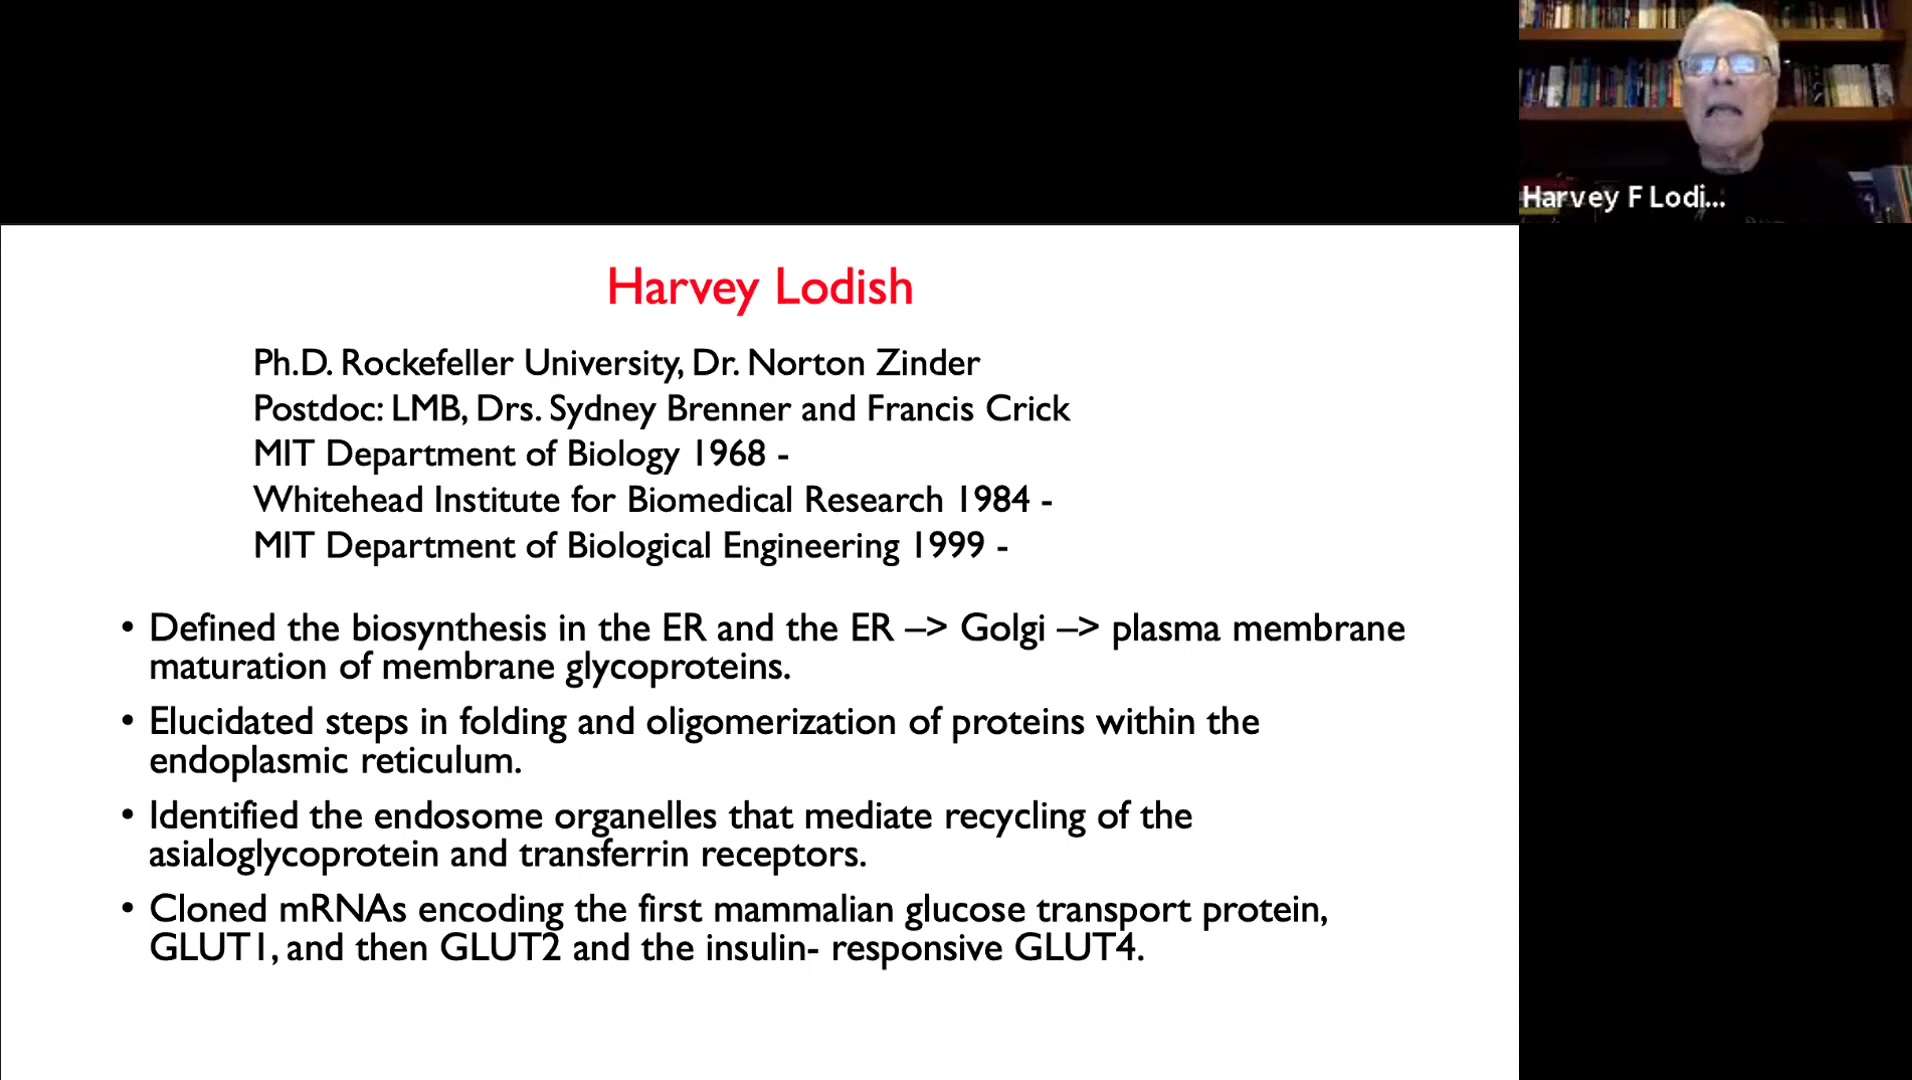 Harvey F Lodi...
Harvey Lodish
Ph.D. Rockefeller University, Dr. Norton Zinder
Postdoc: LMB, Drs. Sydney Brenner and Francis Crick
MIT Department of Biology 1968 -
Whitehead Institute for Biomedical Research 1984 -
MIT Department of Biological Engineering 1999 -
• Defined the biosynthesis in the ER and the ER –> Golgi –> plasma membrane
maturation of membrane glycoproteins.
• Elucidated steps in folding and oligomerization of proteins within the
endoplasmic reticulum.
• Identified the endosome organelles that mediate recycling of the
asialoglycoprotein and transferrin receptors.
• Cloned mRNAs encoding the first mammalian glucose transport protein,
GLUT1, and then GLUT2 and the insulin- responsive GLUT4.